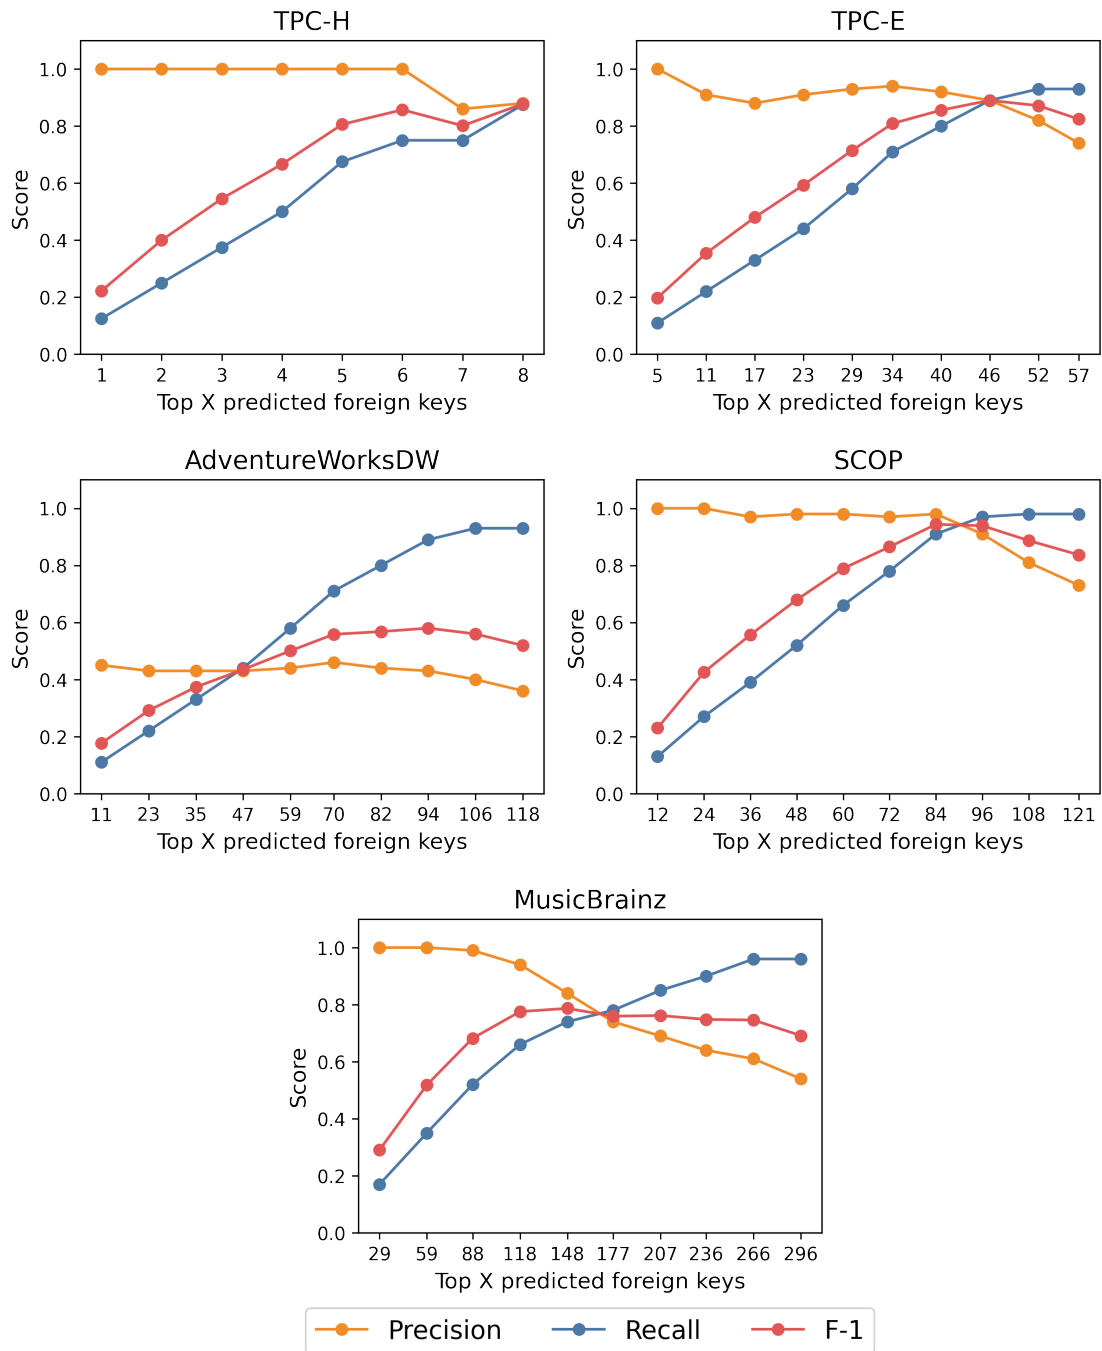 TPC-H
1.0
0.8
0.6
0.4
0.2
0.0
Score
1 2 3 4 5 6 7 8
Top X predicted foreign keys
TPC-E
1.0
0.8
0.6
0.4
0.2
0.0
Score
5 11 17 23 29 34 40 46 52 57
Top X predicted foreign keys
AdventureWorksDW
1.0
0.8
0.6
0.4
0.2
0.0
Score
11 23 35 47 59 70 82 94 106 118
Top X predicted foreign keys
SCOP
1.0
0.8
0.6
0.4
0.2
0.0
Score
12 24 36 48 60 72 84 96 108 121
Top X predicted foreign keys
MusicBrainz
1.0
0.8
0.6
0.4
0.2
0.0
Score
29 59 88 118 148 177 207 236 266 296
Top X predicted foreign keys
Precision Recall F-1